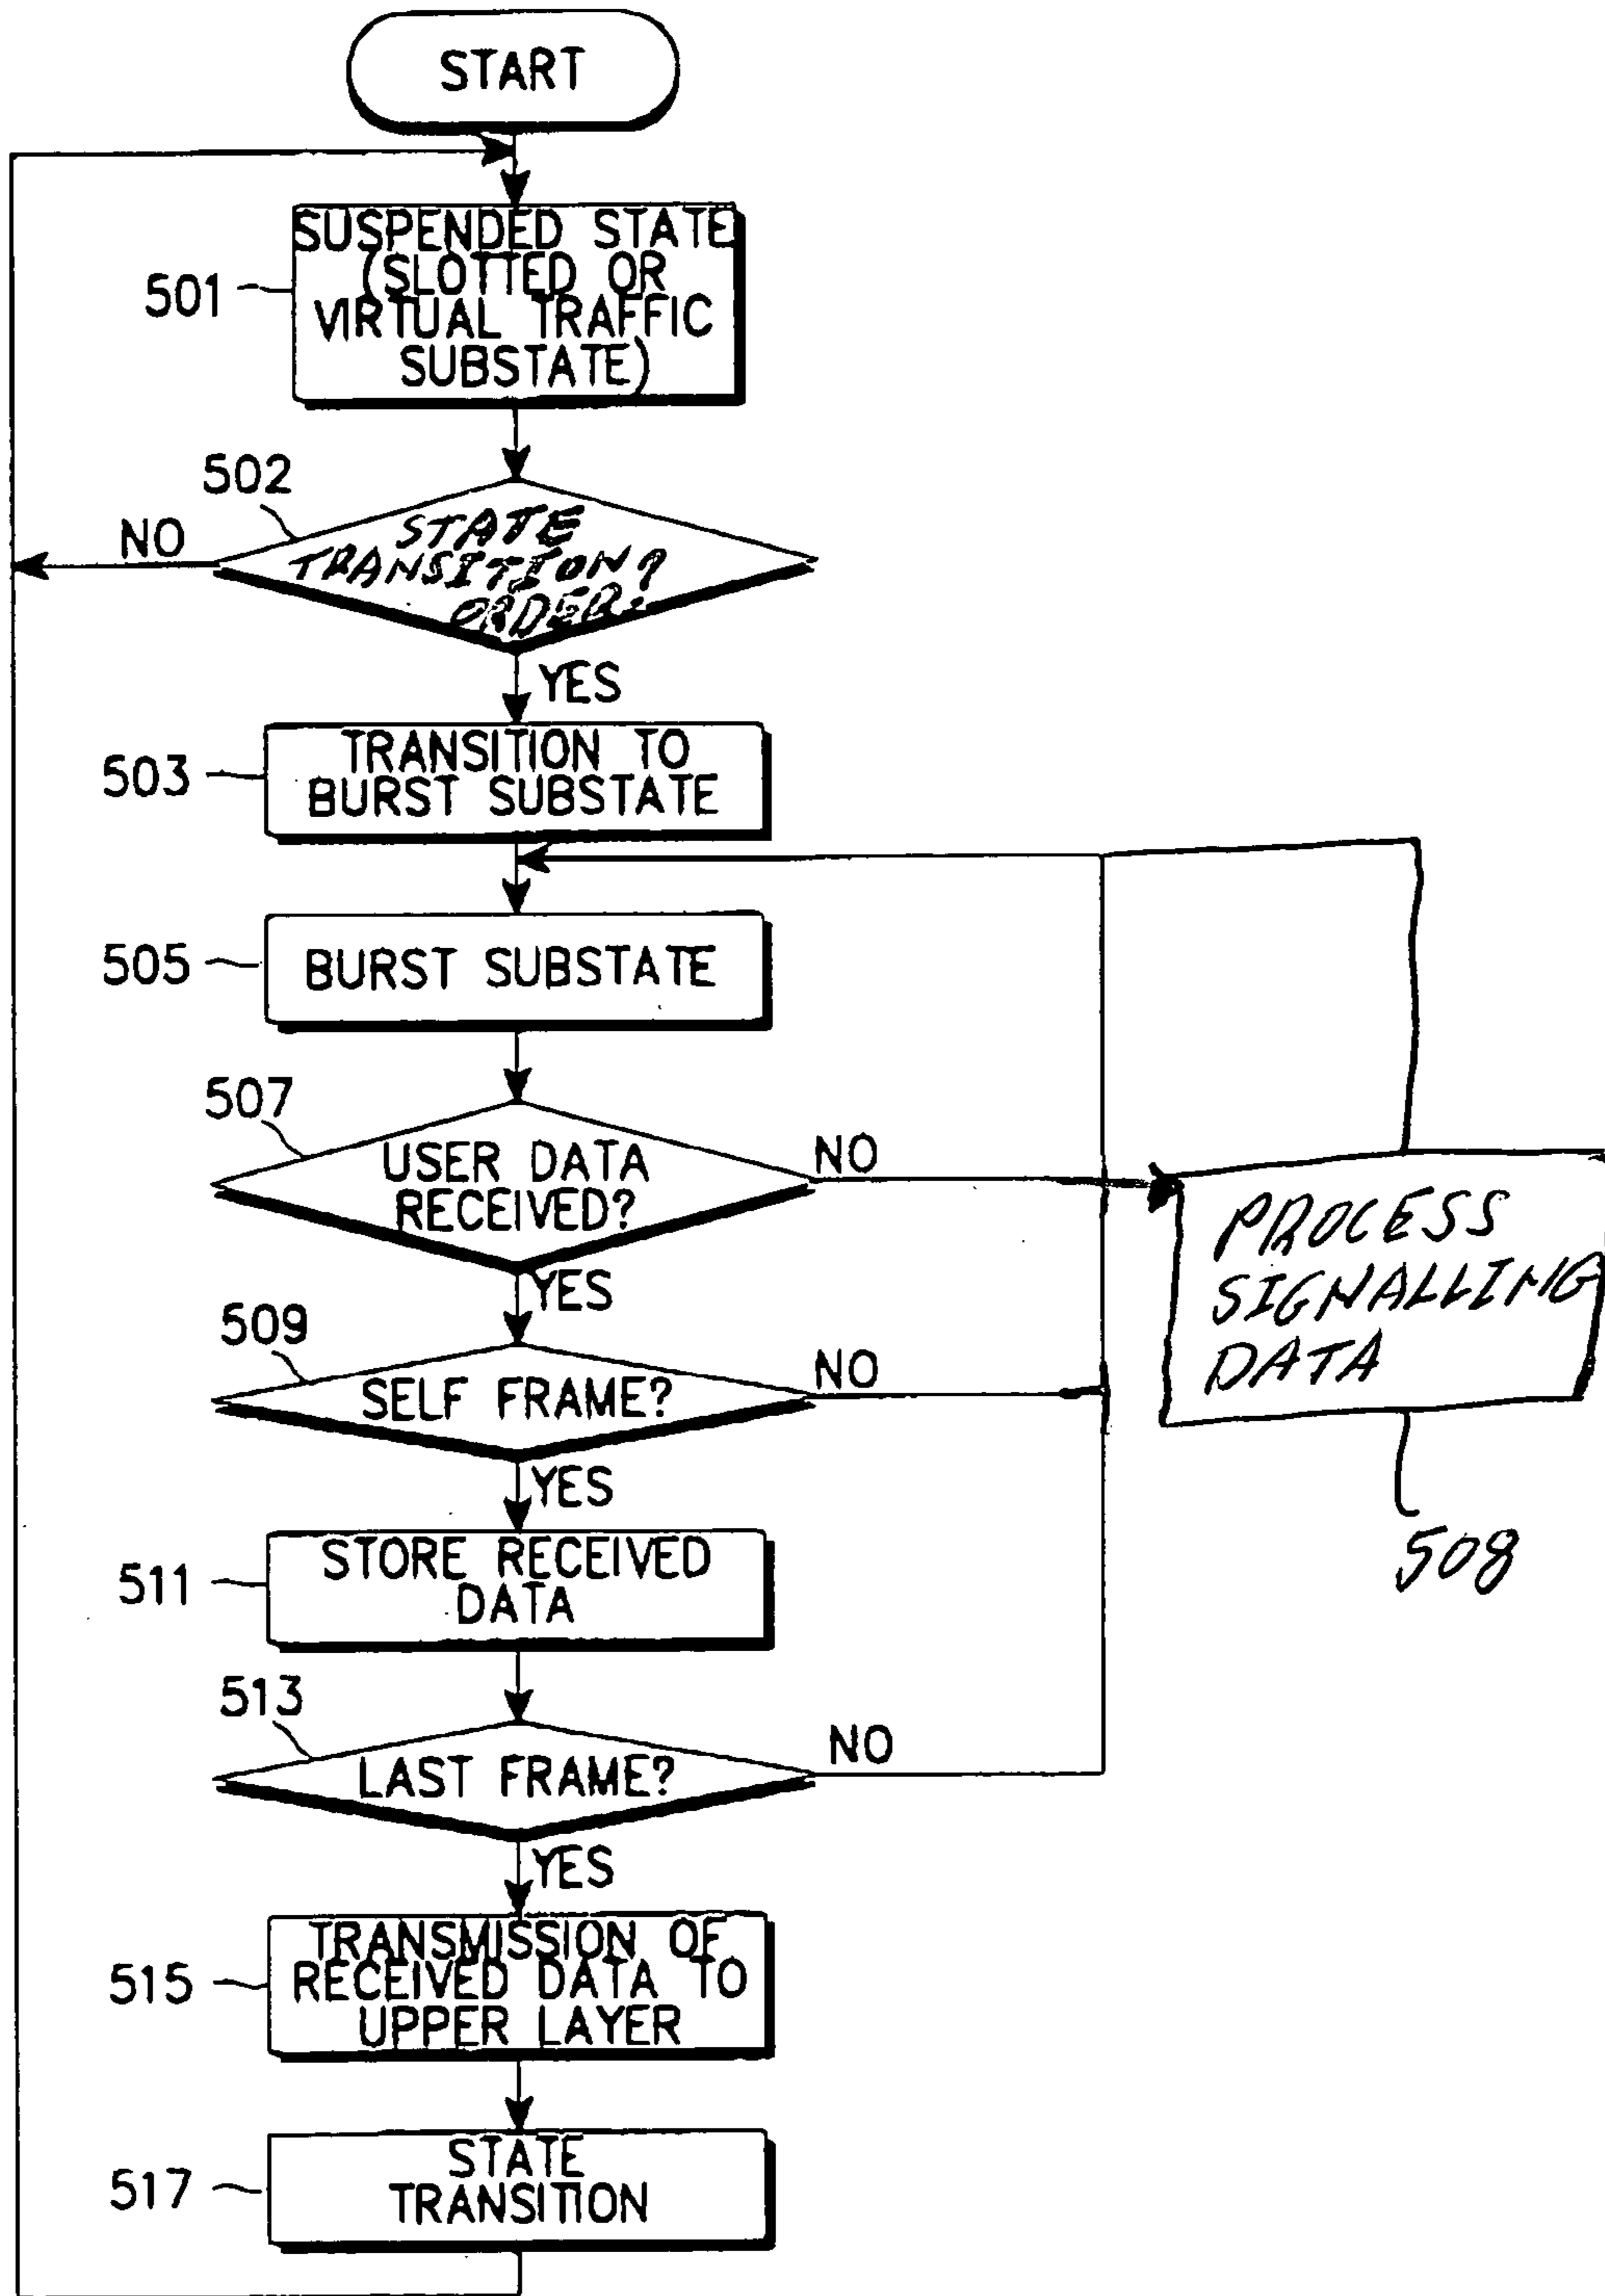 START
SUSPENDED STATE
(SLOTTED OR
VIRTUAL TRAFFIC
SUBSTATE)
501
502
NO
STATE
TRANSITION?
ORDER?
YES
503
TRANSITION TO
BURST SUBSTATE
505
BURST SUBSTATE
507
USER DATA
RECEIVED?
NO
PROCESS
SIGNALLING
DATA
508
YES
509
SELF FRAME?
NO
YES
511
STORE RECEIVED
DATA
513
LAST FRAME?
NO
YES
515
TRANSMISSION OF
RECEIVED DATA TO
UPPER LAYER
517
STATE
TRANSITION